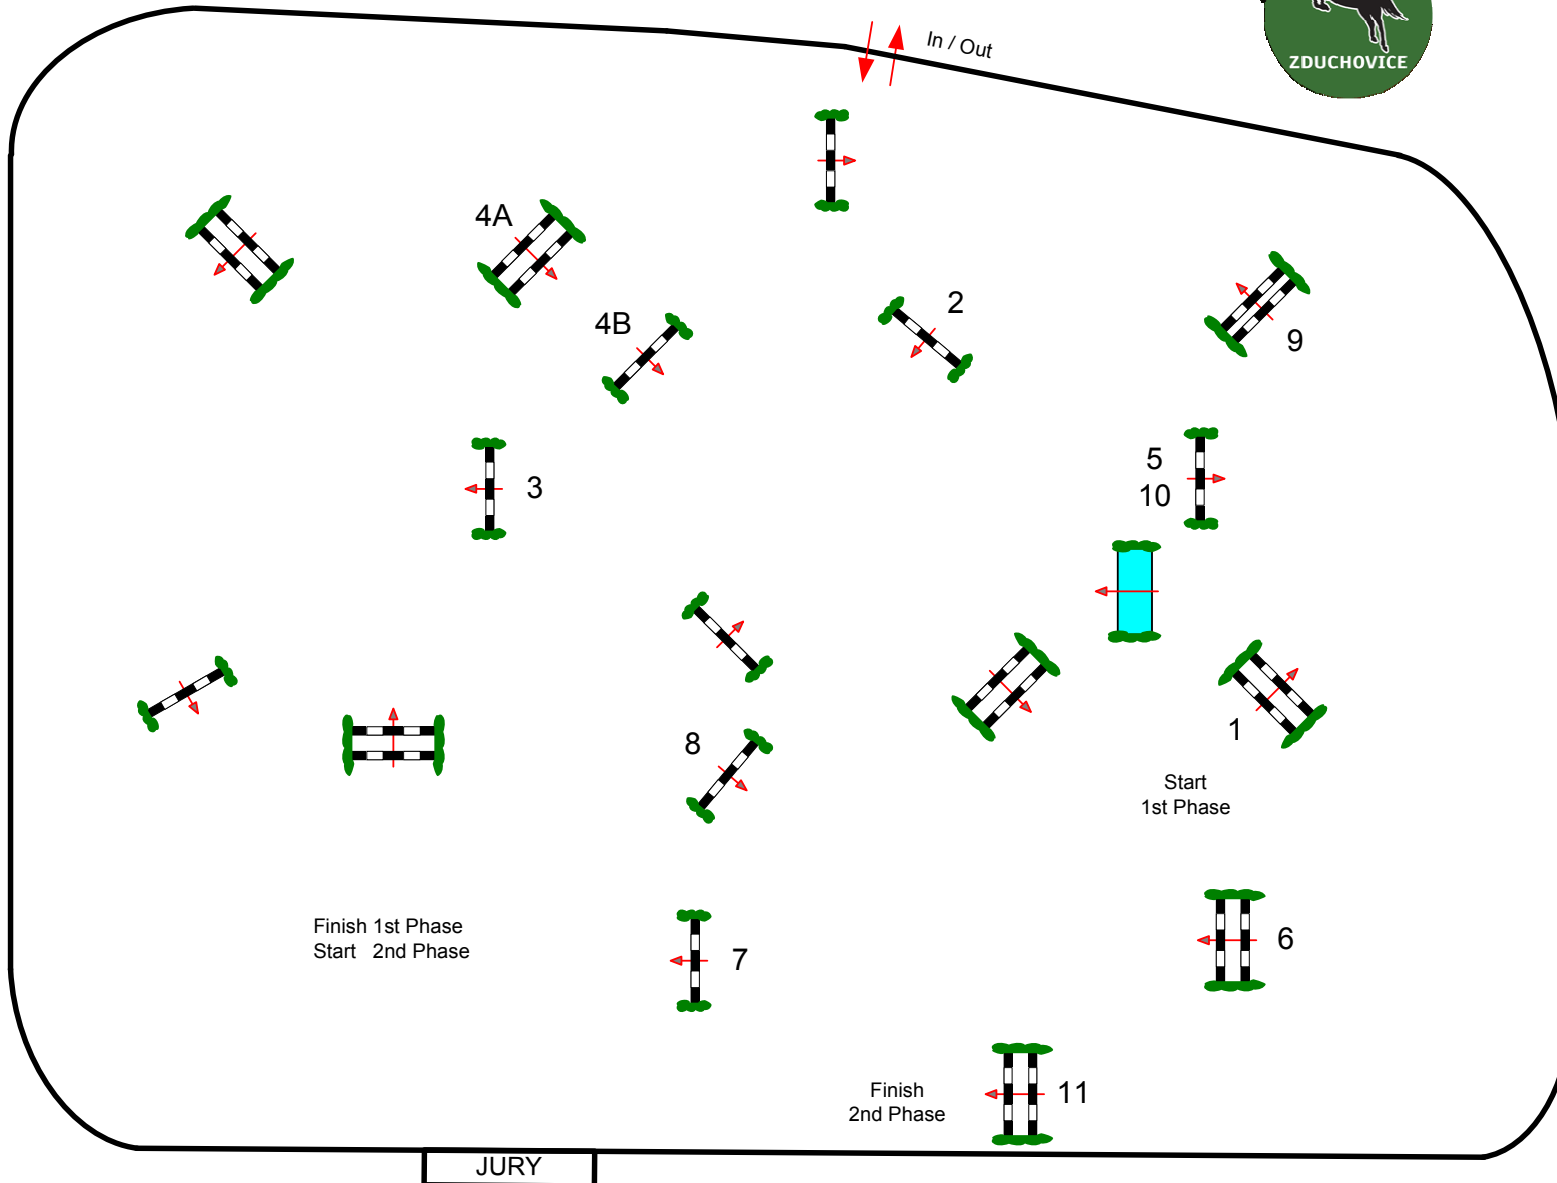 In / Out
ZDUCHOVICE
4A
4B
2
9
3
5
10
8
1
Start
1st Phase
Finish 1st Phase
Start 2nd Phase
7
6
Finish
2nd Phase
11
JURY